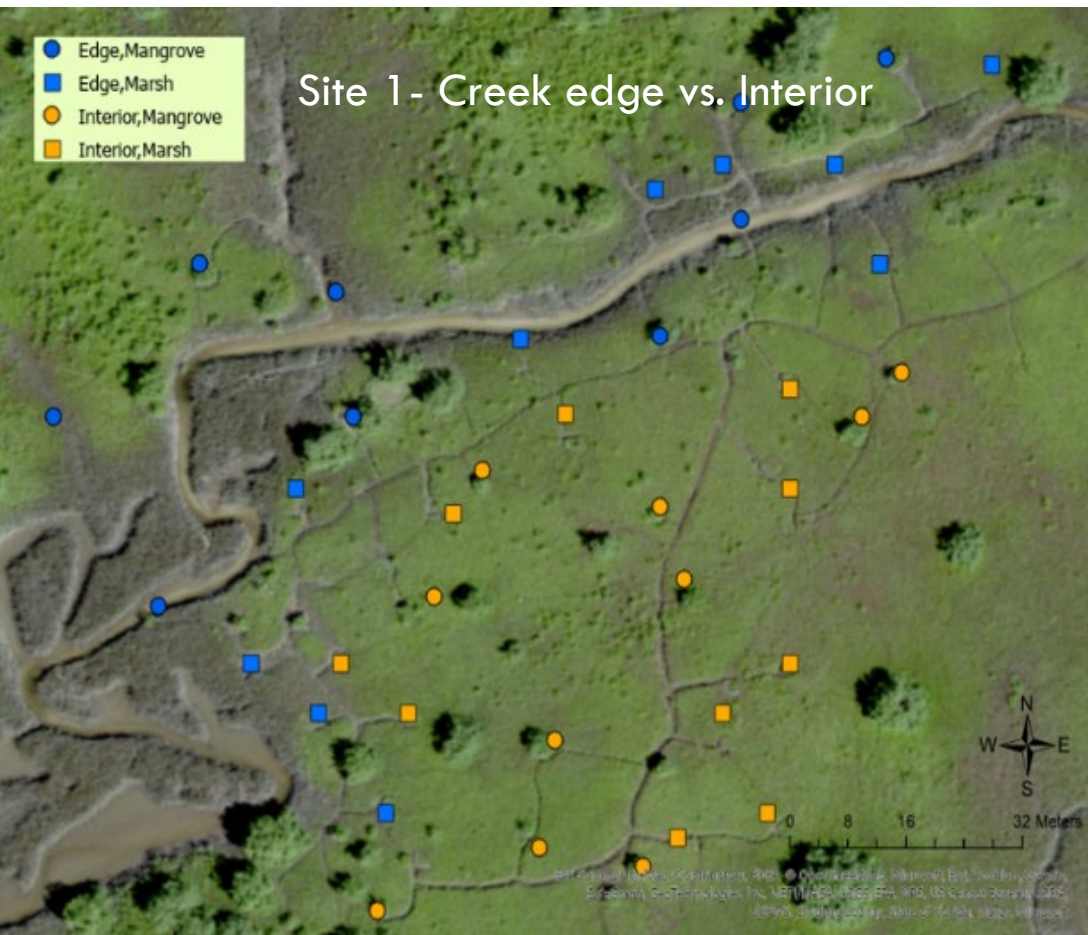 Site 1- Creek edge vs. Interior
Edge,Mangrove
Edge,Marsh
Interior,Mangrove
Interior,Marsh
N
W E
S
0 8 16 32 Meters